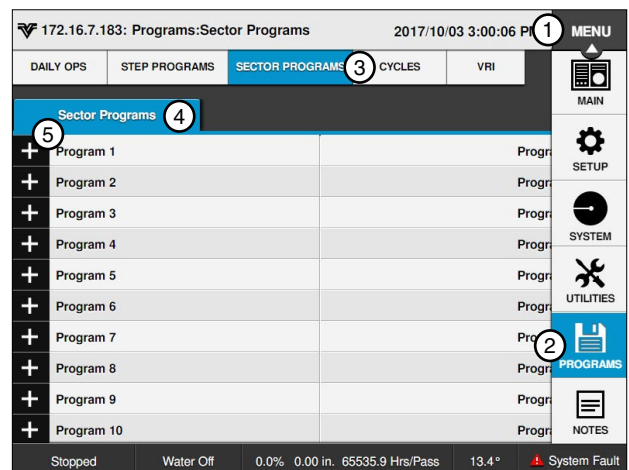 172.16.7.183: Programs:Sector Programs 2017/10/03 3:00:06 1 MENU
DAILY OPS STEP PROGRAMS SECTOR PROGRAMS 3 CYCLES VRI
MAIN
Sector Programs 4
5
Program 1
SETUP
Program 2
Program 3
SYSTEM
Program 4
Program 5
UTILITIES
Program 6
Program 7
2
PROGRAMS
Program 8
Program 9
Program 10
NOTES
Stopped Water Off 0.0% 0.00 in. 65535.9 Hrs/Pass 13.4° System Fault